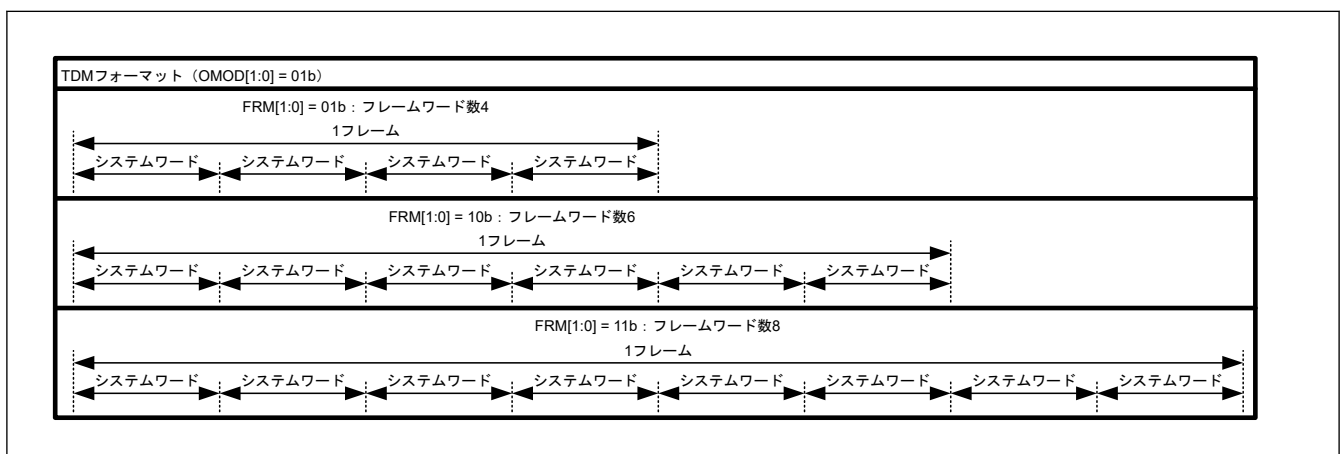 TDMフォーマット（OMOD[1:0] = 01b）
FRM[1:0] = 01b：フレームワード数4
1フレーム
システムワード システムワード システムワード システムワード
FRM[1:0] = 10b：フレームワード数6
1フレーム
システムワード システムワード システムワード システムワード システムワード システムワード
FRM[1:0] = 11b：フレームワード数8
1フレーム
システムワード システムワード システムワード システムワード システムワード システムワード システムワード システムワード